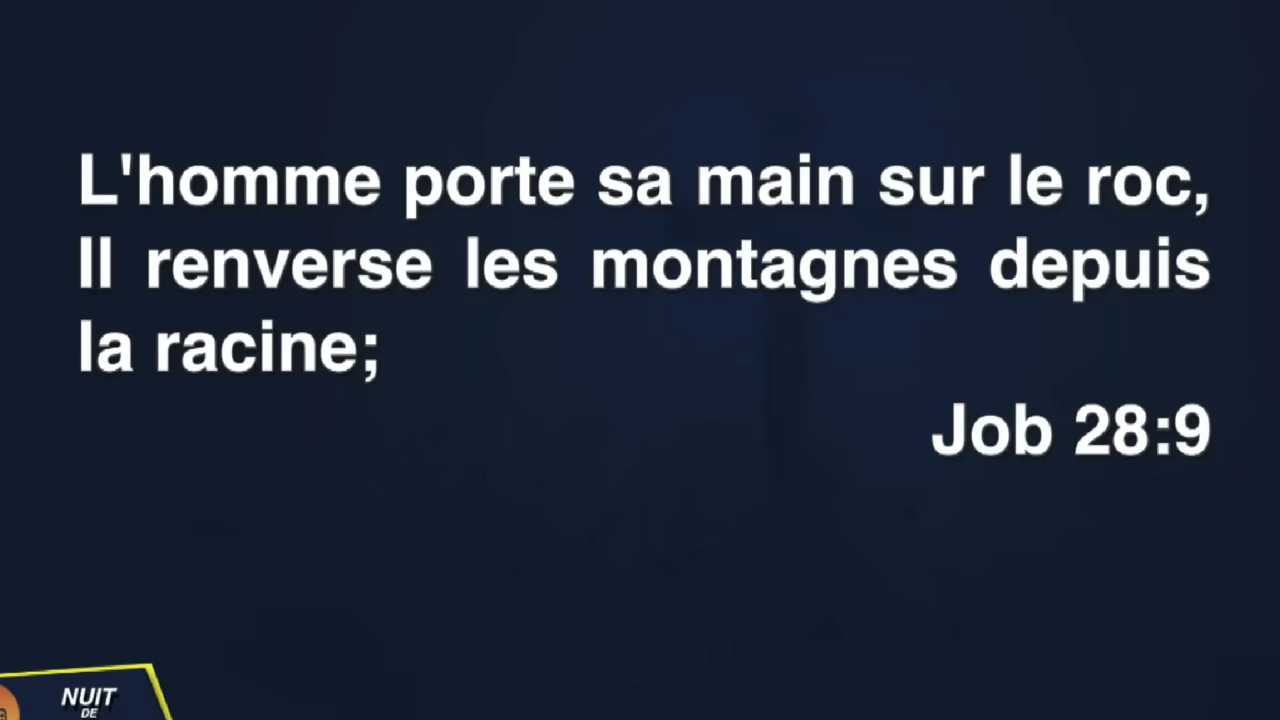 L'homme porte sa main sur le roc,
Il renverse les montagnes depuis
la racine;
Job 28:9
NUIT
DE